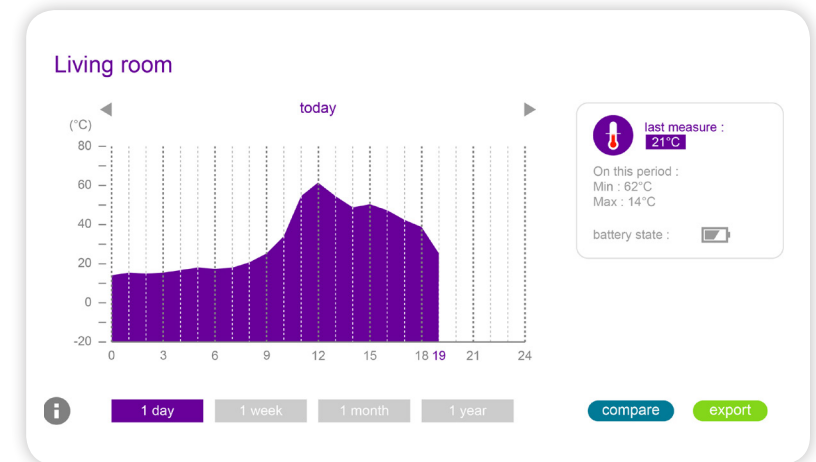 Living room
today
(°C)
80
60
40
20
0
-20
0 3 6 9 12 15 18 19 21 24
last measure :
21°C
On this period :
Min : 62°C
Max : 14°C
battery state :
i
1 day 1 week 1 month 1 year
compare export